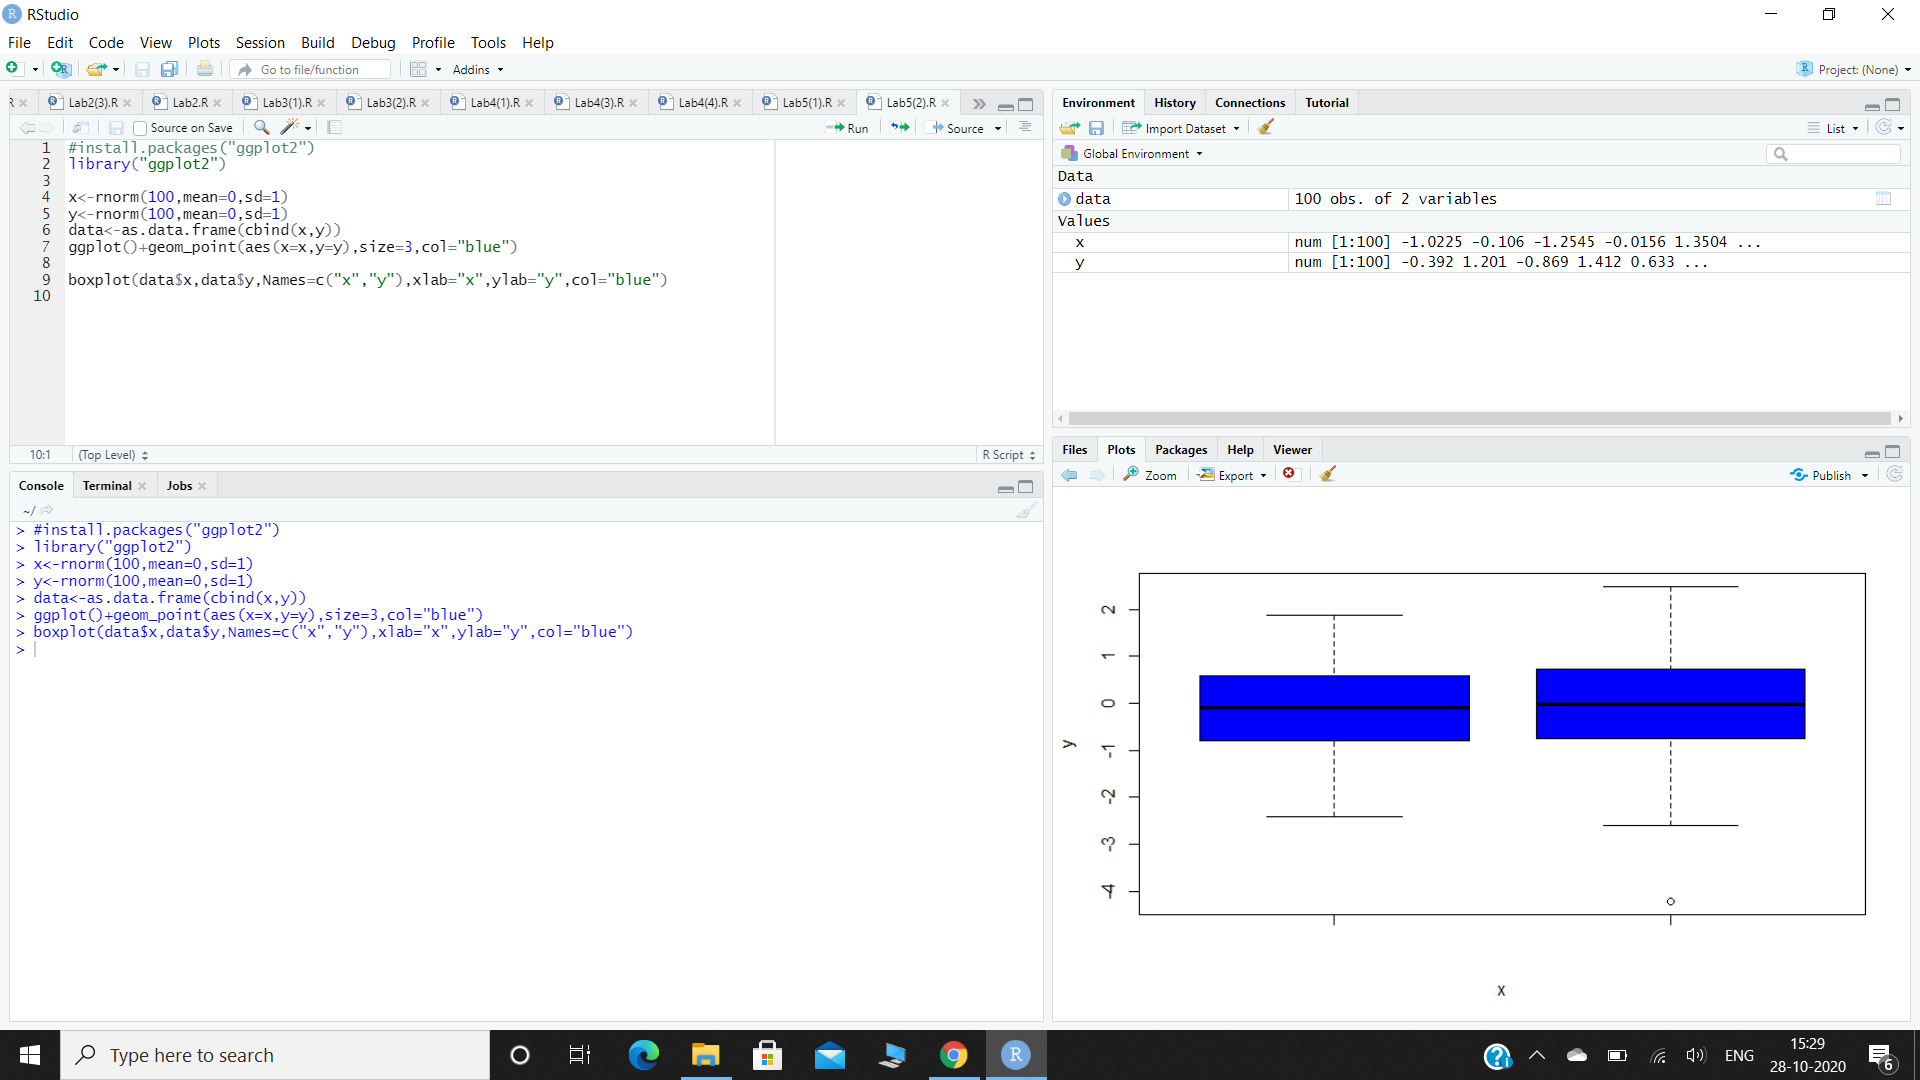 RStudio
File Edit Code View Plots Session Build Debug Profile Tools Help
Go to file/function Addins Project: (None)
R Lab2(3).R Lab2.R Lab3(1).R Lab3(2).R Lab4(1).R Lab4(3).R Lab4(4).R Lab5(1).R Lab5(2).R
Source on Save Run Source
1 #install.packages("ggplot2")
2 library("ggplot2")
3
4 x<-rnorm(100,mean=0,sd=1)
5 y<-rnorm(100,mean=0,sd=1)
6 data<-as.data.frame(cbind(x,y))
7 ggplot()+geom_point(aes(x=x,y=y),size=3,col="blue")
8
9 boxplot(data$x,data$y,Names=c("x","y"),xlab="x",ylab="y",col="blue")
10
10:1 (Top Level) R Script
Console Terminal Jobs
~/
> #install.packages("ggplot2")
> library("ggplot2")
> x<-rnorm(100,mean=0,sd=1)
> y<-rnorm(100,mean=0,sd=1)
> data<-as.data.frame(cbind(x,y))
> ggplot()+geom_point(aes(x=x,y=y),size=3,col="blue")
> boxplot(data$x,data$y,Names=c("x","y"),xlab="x",ylab="y",col="blue")
>
Environment History Connections Tutorial
Import Dataset List
Global Environment
Data
data 100 obs. of 2 variables
Values
x num [1:100] -1.0225 -0.106 -1.2545 -0.0156 1.3504 ...
y num [1:100] -0.392 1.201 -0.869 1.412 0.633 ...
Files Plots Packages Help Viewer
Zoom Export Publish
2
1
0
-1
-2
-3
-4
y
x
Type here to search
ENG
15:29
28-10-2020
6